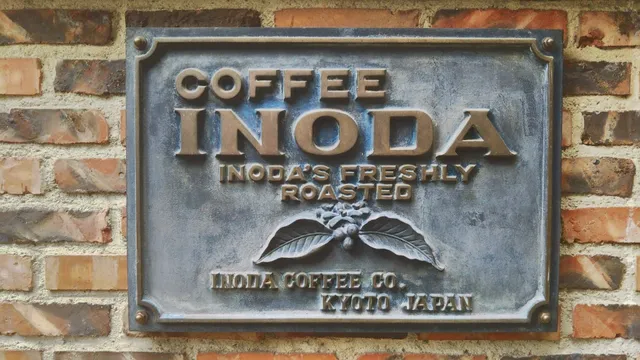 COFFEE
INODA
INODA'S FRESHLY
ROASTED
INODA COFFEE CO.
KYOTO JAPAN